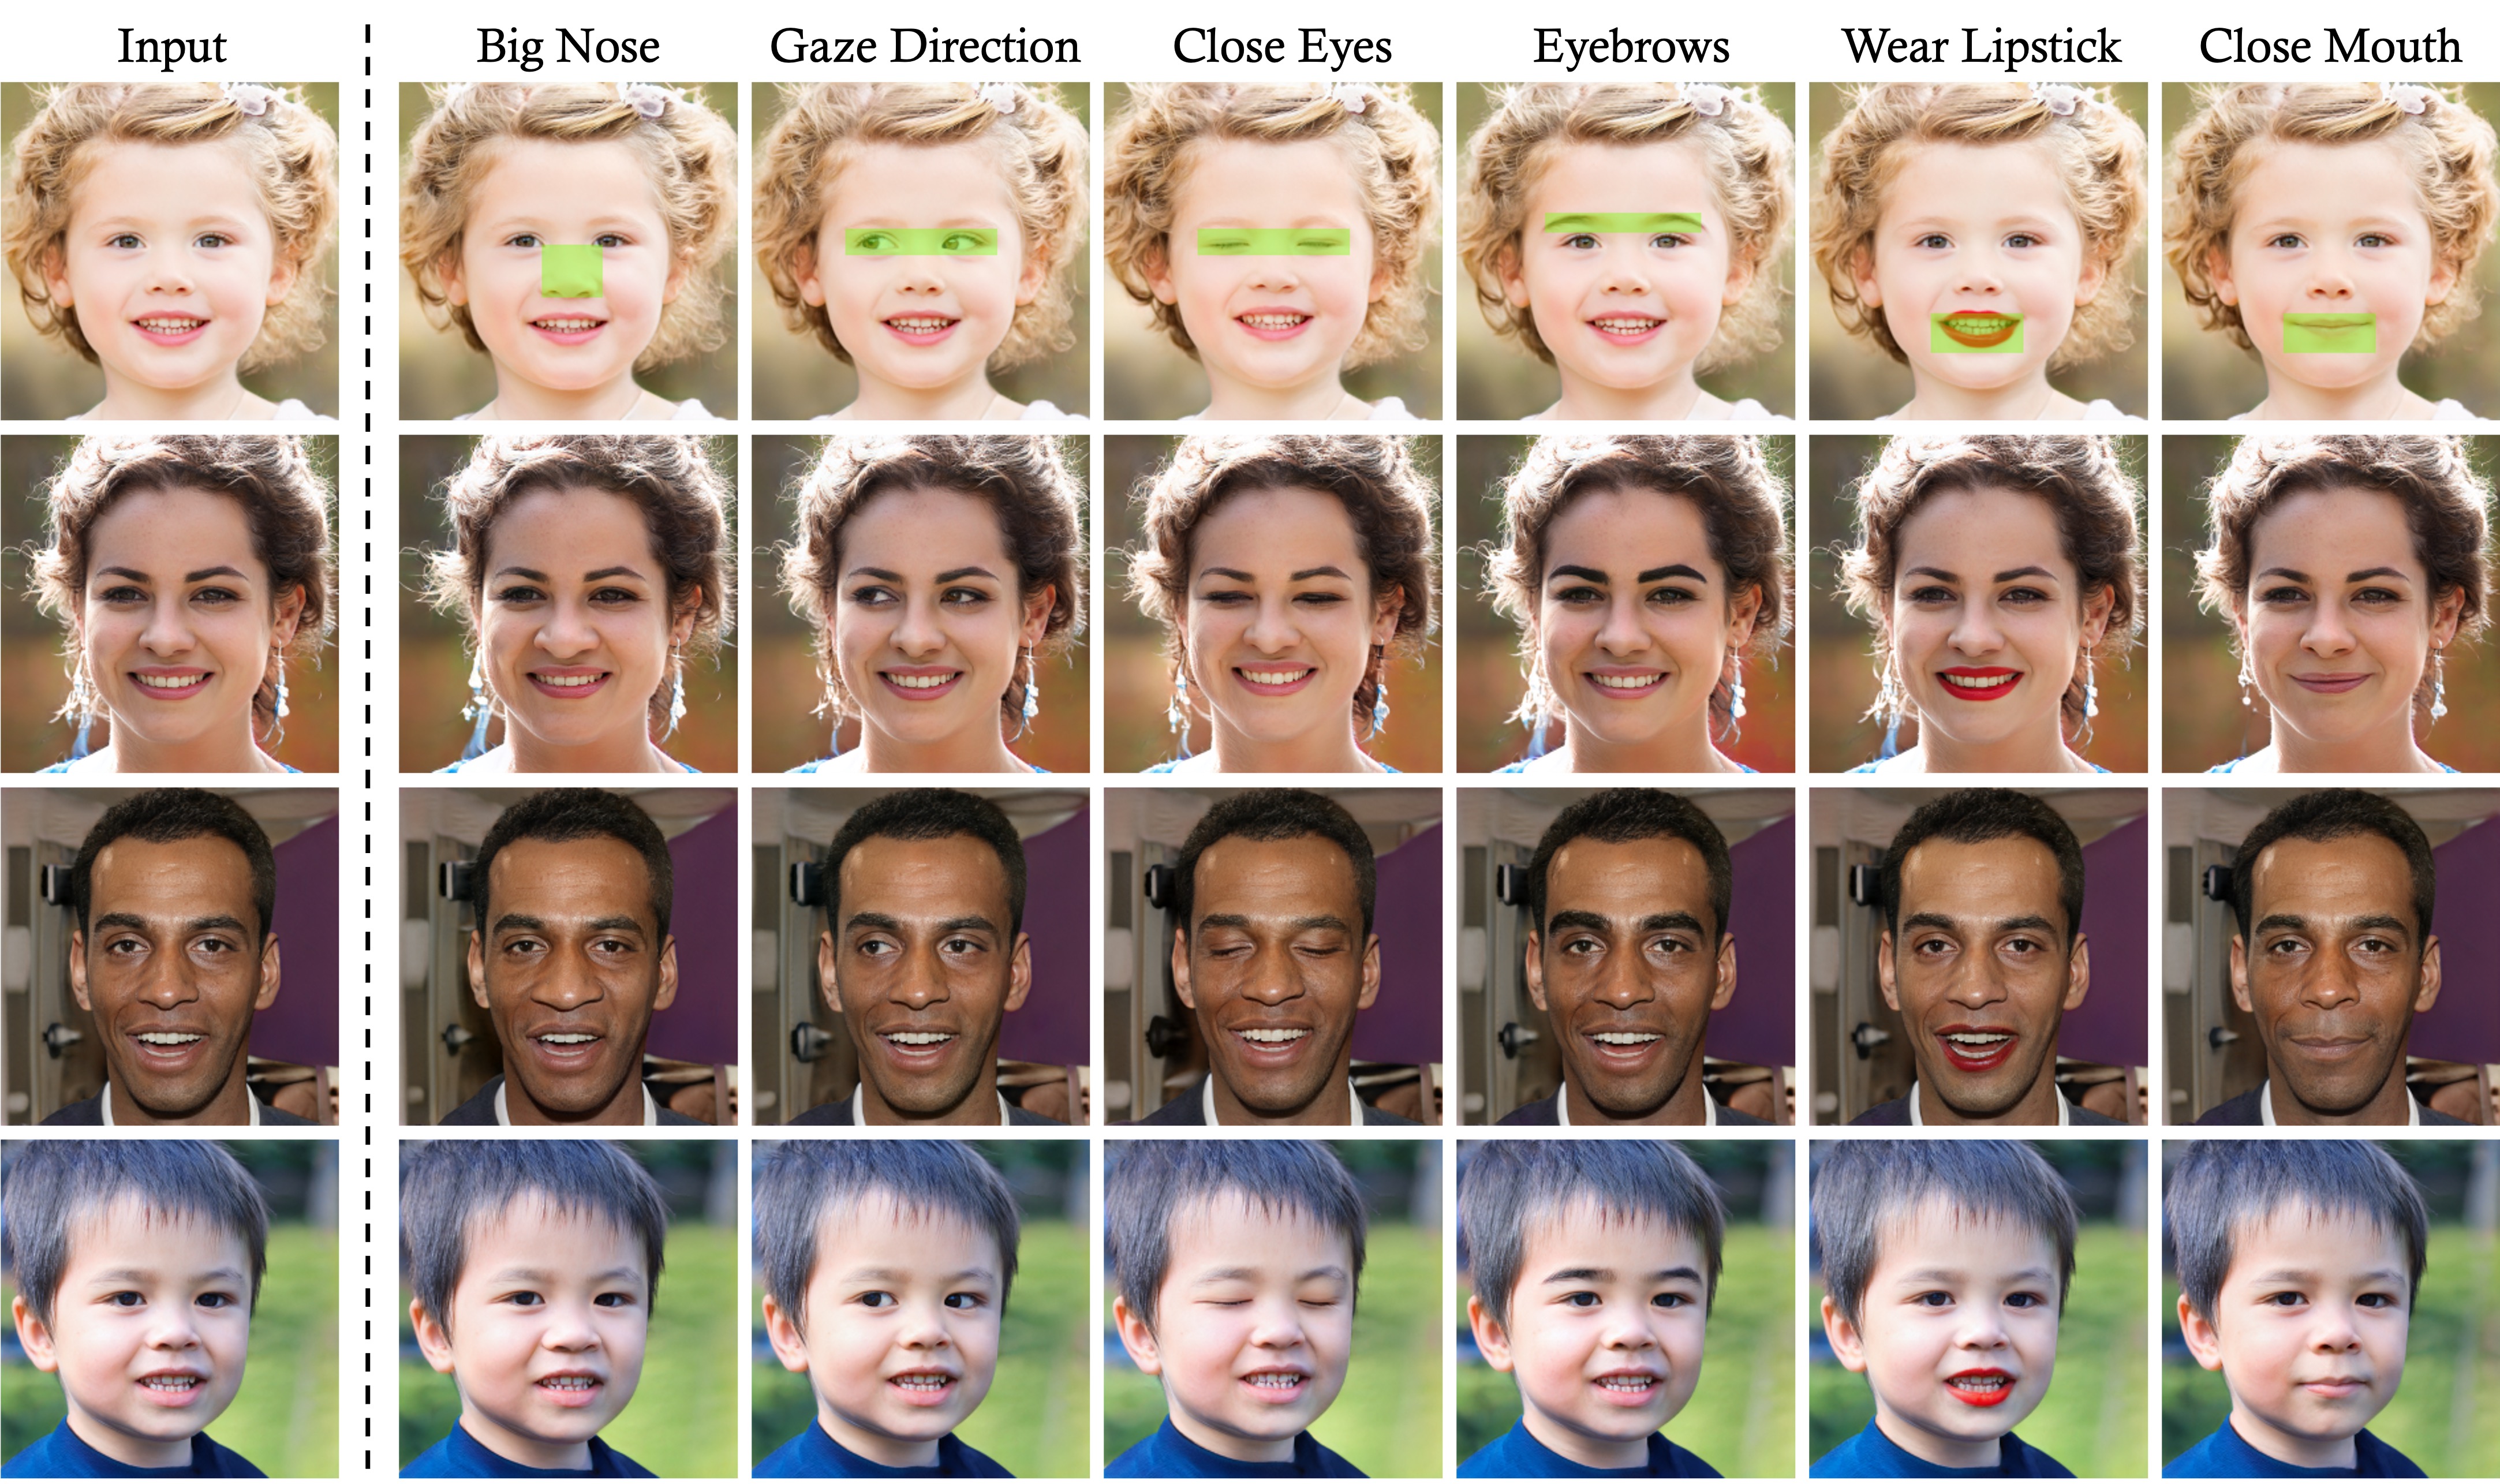 Input
Big Nose
Gaze Direction
Close Eyes
Eyebrows
Wear Lipstick
Close Mouth